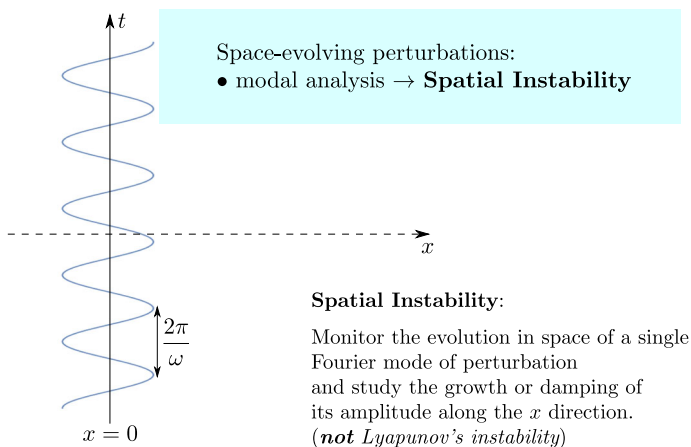 t
Space-evolving perturbations:
• modal analysis → Spatial Instability
x
Spatial Instability:
2π
ω
Monitor the evolution in space of a single
Fourier mode of perturbation
and study the growth or damping of
its amplitude along the x direction.
(not Lyapunov's instability)
x = 0